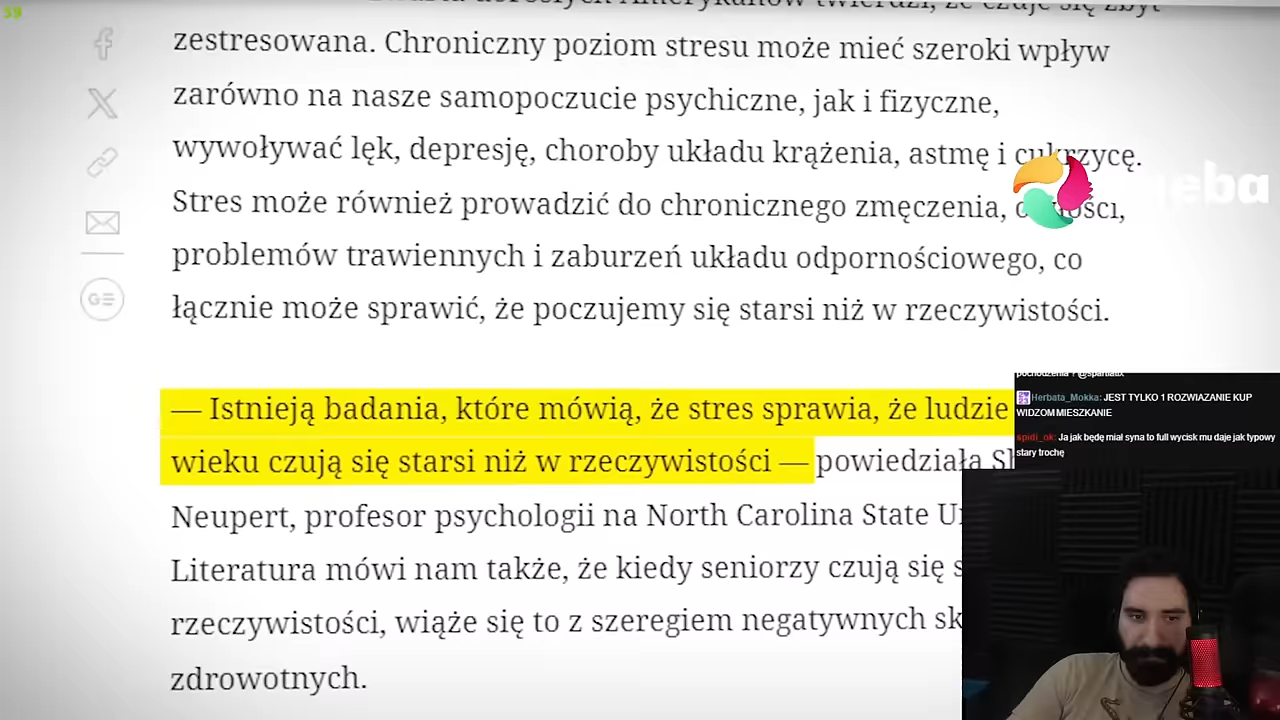 59
zestresowana. Chroniczny poziom stresu może mieć szeroki wpływ
zarówno na nasze samopoczucie psychiczne, jak i fizyczne,
wywoływać lęk, depresję, choroby układu krążenia, astmę i cukrzycę.
Stres może również prowadzić do chronicznego zmęczenia,
problemów trawiennych i zaburzeń układu odpornościowego, co
łącznie może sprawić, że poczujemy się starsi niż w rzeczywistości.
— Istnieją badania, które mówią, że stres sprawia, że ludzie
wieku czują się starsi niż w rzeczywistości — powiedziała
Neupert, profesor psychologii na North Carolina State
Literatura mówi nam także, że kiedy seniorzy czują się
rzeczywistości, wiąże się to z szeregiem negatywnych
zdrowotnych.
Herbata_Mokka: JEST TYLKO 1 ROZWIAZANIE KUP
WIDZOM MIESZKANIE
spidi_ok: Ja jak będę miał syna to full wycisk mu daje jak typowy
stary trochę